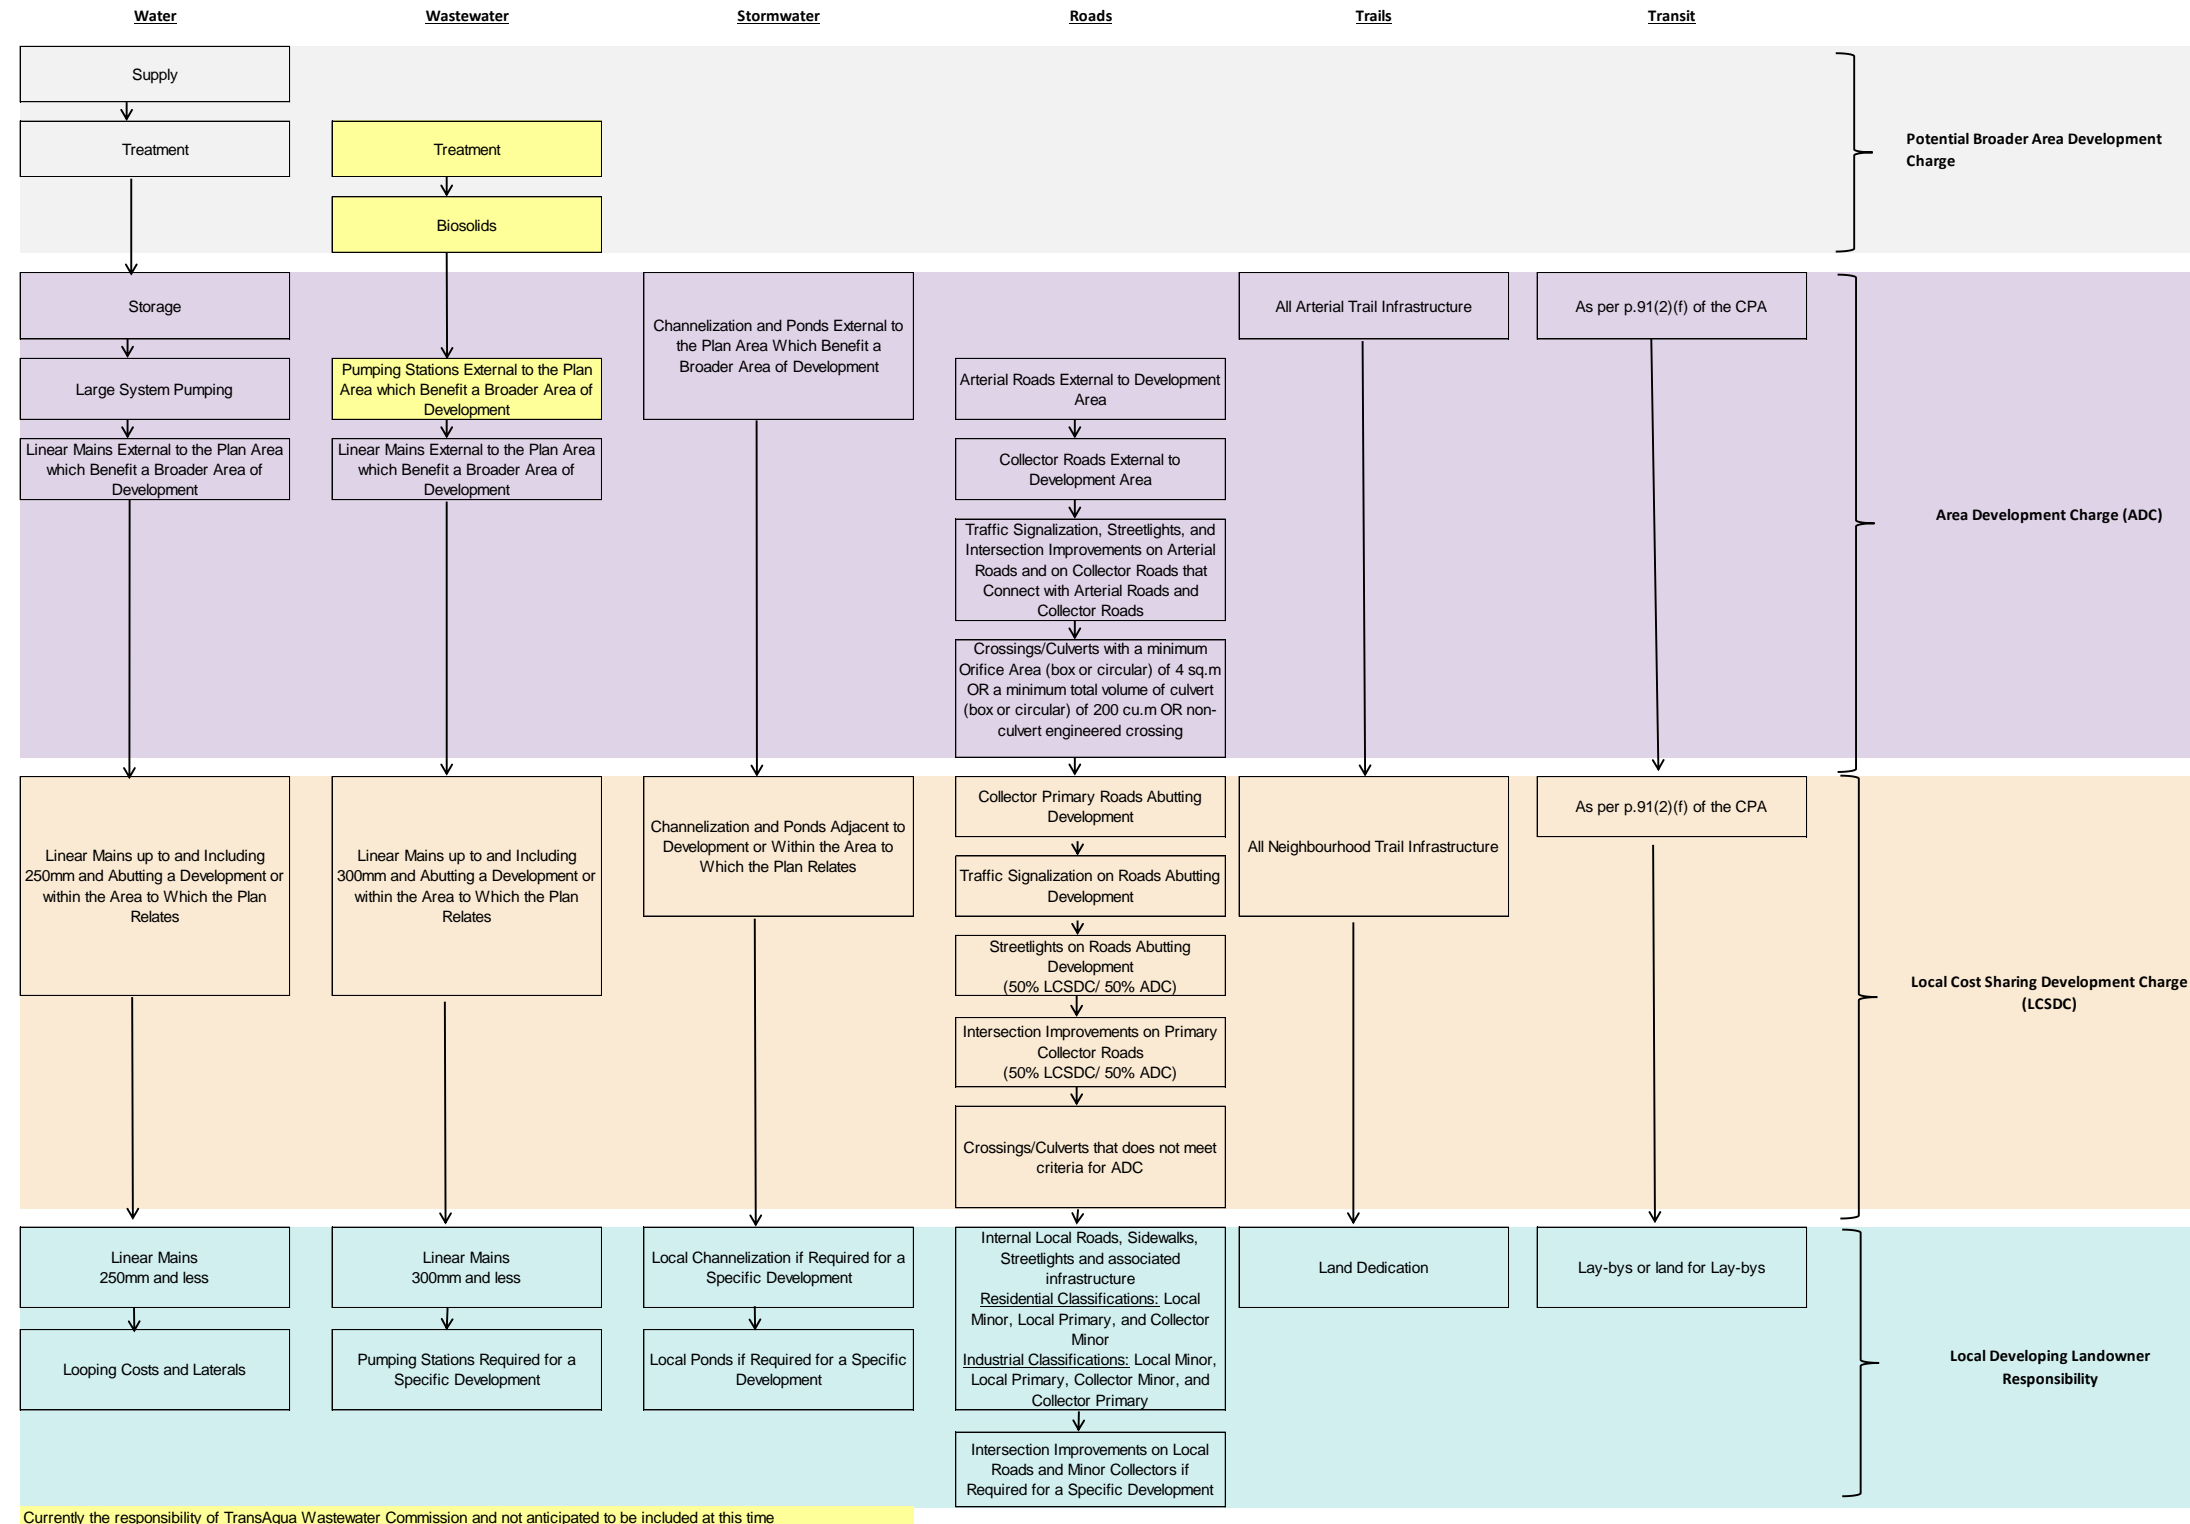 Water
Wastewater
Stormwater
Roads
Trails
Transit
Supply
Treatment
Treatment
Biosolids
Potential Broader Area Development
Charge
Storage
Large System Pumping
Linear Mains External to the Plan Area
which Benefit a Broader Area of
Development
Pumping Stations External to the Plan
Area which Benefit a Broader Area of
Development
Linear Mains External to the Plan Area
which Benefit a Broader Area of
Development
Channelization and Ponds External to
the Plan Area Which Benefit a
Broader Area of Development
Arterial Roads External to Development
Area
Collector Roads External to
Development Area
Traffic Signalization, Streetlights, and
Intersection Improvements on Arterial
Roads and on Collector Roads that
Connect with Arterial Roads and
Collector Roads
Crossings/Culverts with a minimum
Orifice Area (box or circular) of 4 sq.m
OR a minimum total volume of culvert
(box or circular) of 200 cu.m OR non-
culvert engineered crossing
All Arterial Trail Infrastructure
As per p.91(2)(f) of the CPA
Area Development Charge (ADC)
Linear Mains up to and Including
250mm and Abutting a Development or
within the Area to Which the Plan
Relates
Linear Mains up to and Including
300mm and Abutting a Development or
within the Area to Which the Plan
Relates
Channelization and Ponds Adjacent to
Development or Within the Area to
Which the Plan Relates
Collector Primary Roads Abutting
Development
Traffic Signalization on Roads Abutting
Development
Streetlights on Roads Abutting
Development
(50% LCSDC/ 50% ADC)
Intersection Improvements on Primary
Collector Roads
(50% LCSDC/ 50% ADC)
Crossings/Culverts that does not meet
criteria for ADC
All Neighbourhood Trail Infrastructure
As per p.91(2)(f) of the CPA
Local Cost Sharing Development Charge
(LCSDC)
Linear Mains
250mm and less
Looping Costs and Laterals
Linear Mains
300mm and less
Pumping Stations Required for a
Specific Development
Local Channelization if Required for a
Specific Development
Local Ponds if Required for a Specific
Development
Internal Local Roads, Sidewalks,
Streetlights and associated
infrastructure
Residential Classifications: Local
Minor, Local Primary, and Collector
Minor
Industrial Classifications: Local Minor,
Local Primary, Collector Minor, and
Collector Primary
Intersection Improvements on Local
Roads and Minor Collectors if
Required for a Specific Development
Land Dedication
Lay-bys or land for Lay-bys
Local Developing Landowner
Responsibility
Currently the responsibility of TransAqua Wastewater Commission and not anticipated to be included at this time